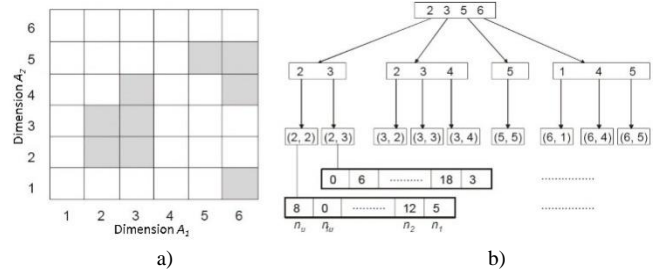 6
5
4
3
2
1
Dimension A2
1 2 3 4 5 6
Dimension A1
a)
2 3 5 6
2 3
2 3 4
5
1 4 5
(2, 2) (2, 3) (3, 2) (3, 3) (3, 4) (5, 5) (6, 1) (6, 4) (6, 5)
0 6 .......... 18 3 ................
8 0 .......... 12 5 ................
n2 n1
b)